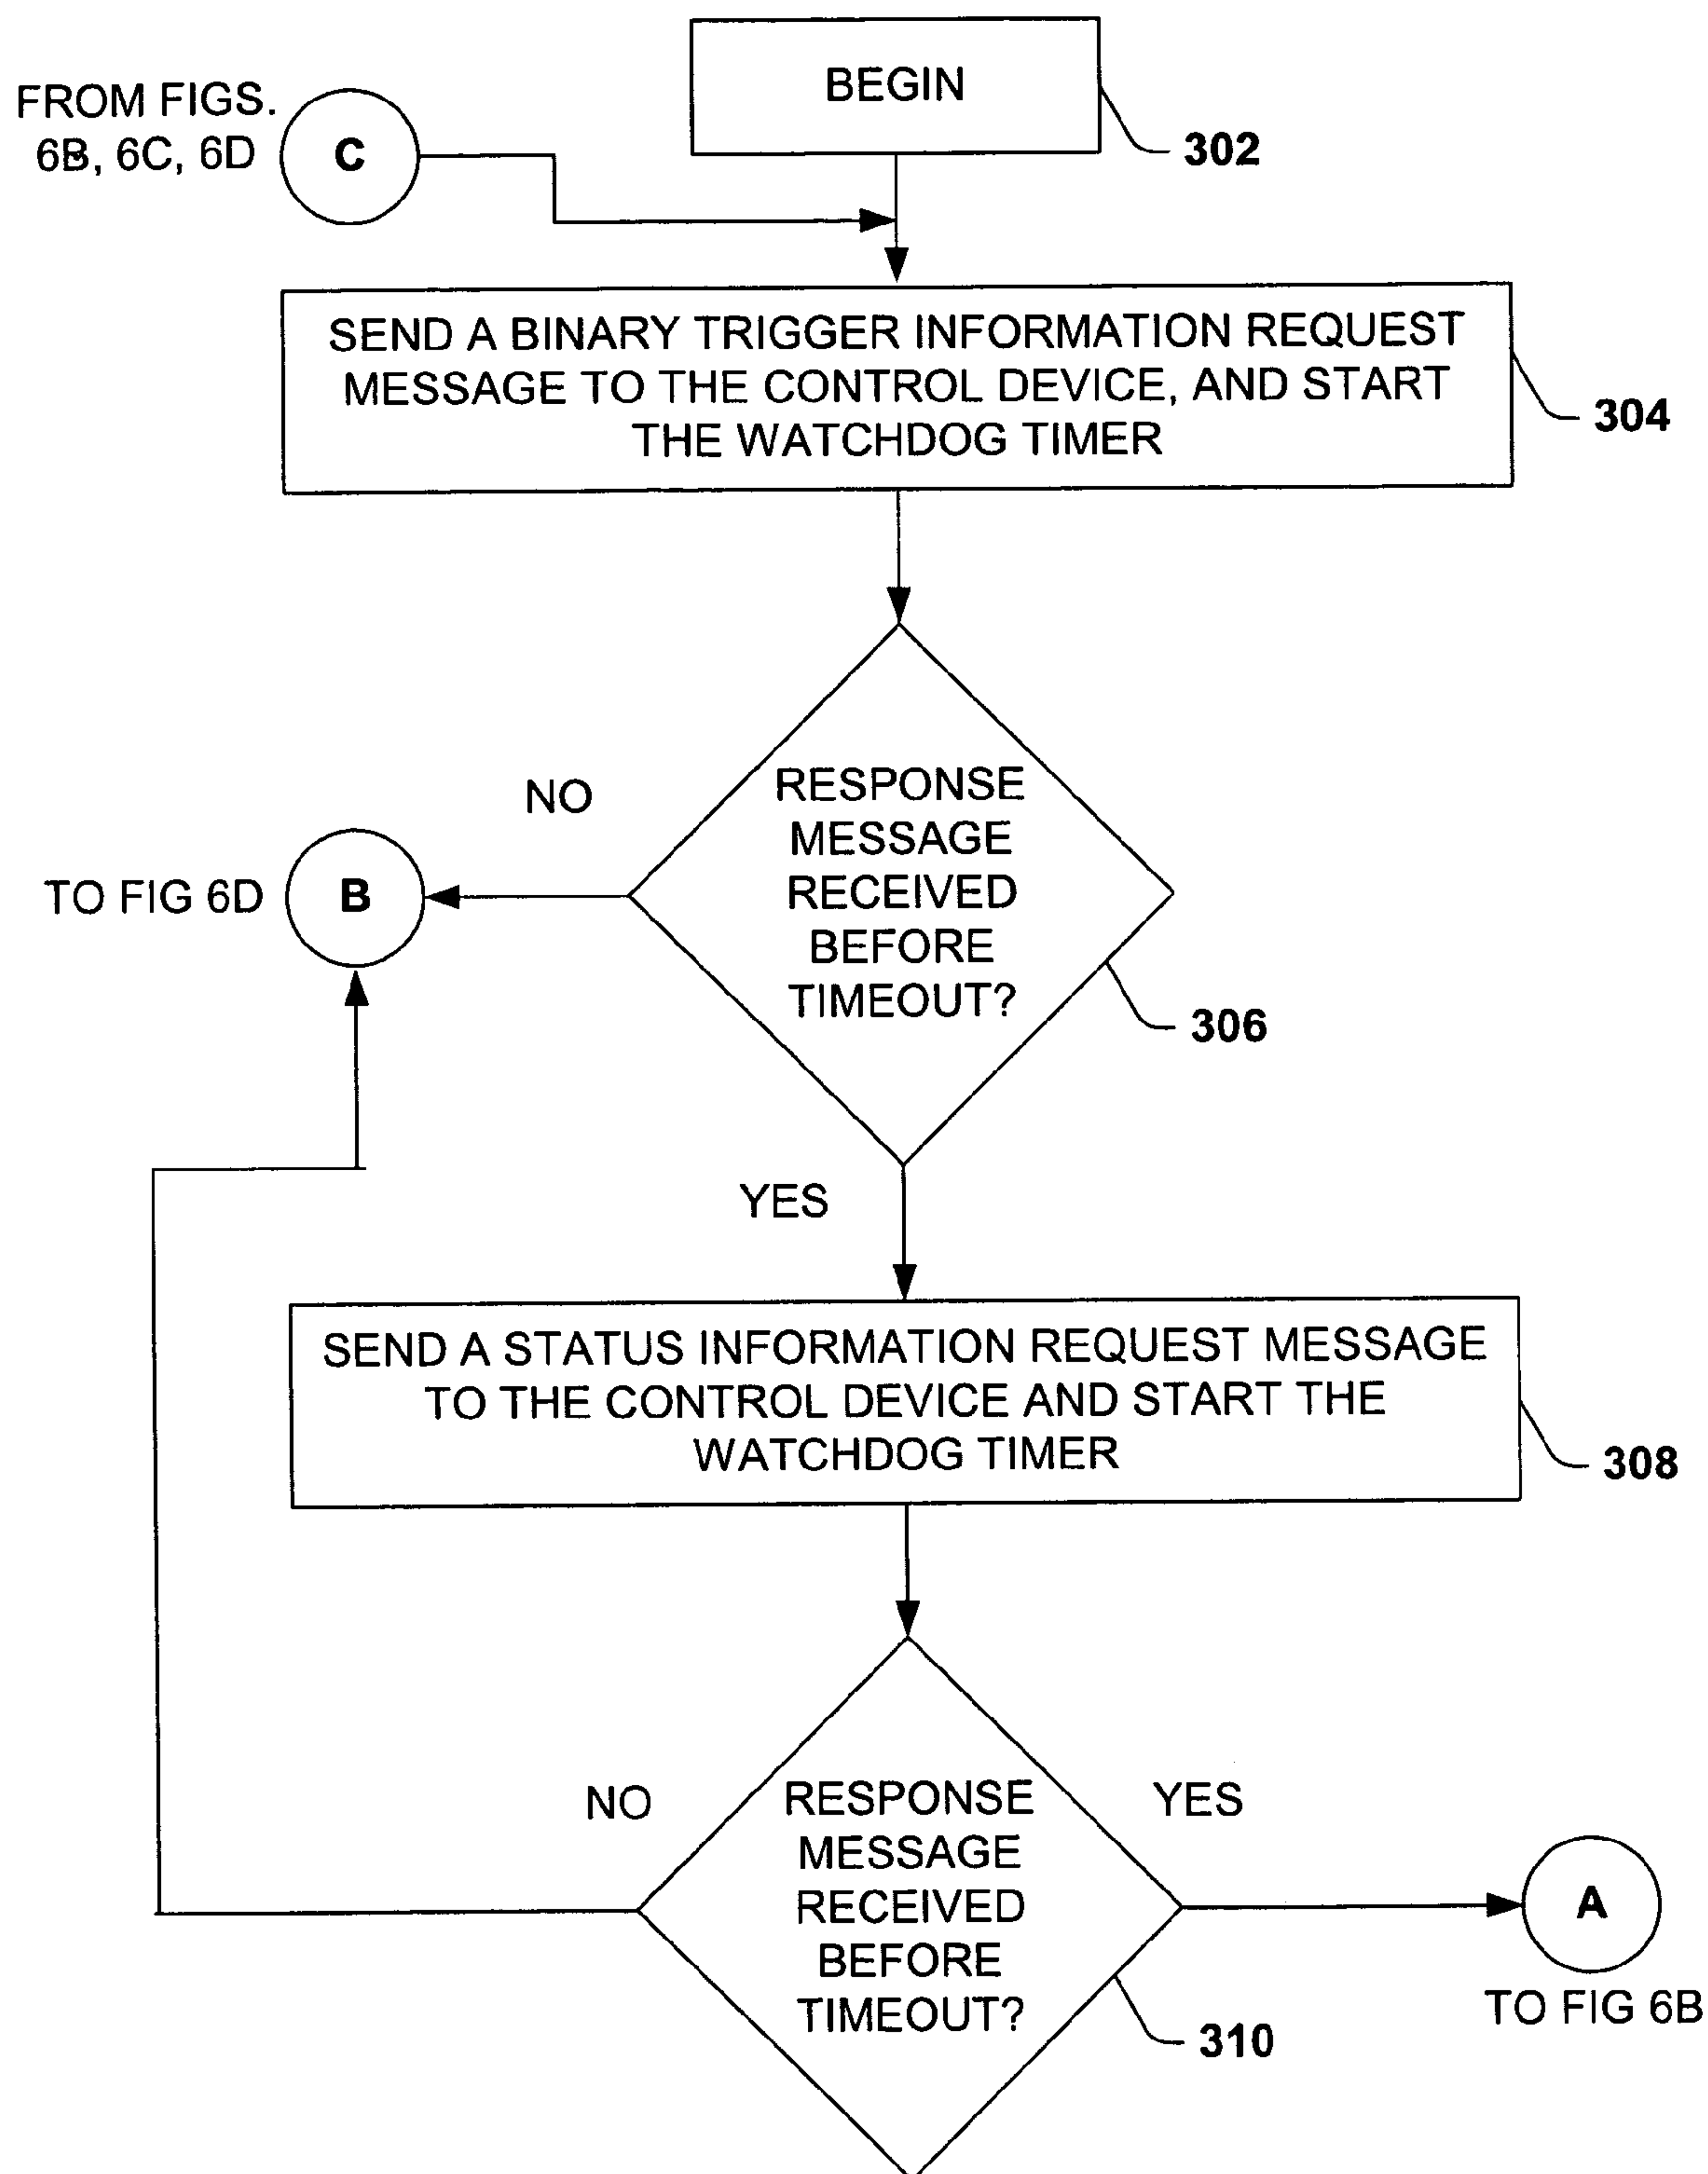 BEGIN
302
FROM FIGS.
6B, 6C, 6D
C
SEND A BINARY TRIGGER INFORMATION REQUEST
MESSAGE TO THE CONTROL DEVICE, AND START
THE WATCHDOG TIMER
304
NO
RESPONSE
MESSAGE
RECEIVED
BEFORE
TIMEOUT?
306
TO FIG 6D
B
YES
SEND A STATUS INFORMATION REQUEST MESSAGE
TO THE CONTROL DEVICE AND START THE
WATCHDOG TIMER
308
NO
RESPONSE
MESSAGE
RECEIVED
BEFORE
TIMEOUT?
310
YES
A
TO FIG 6B